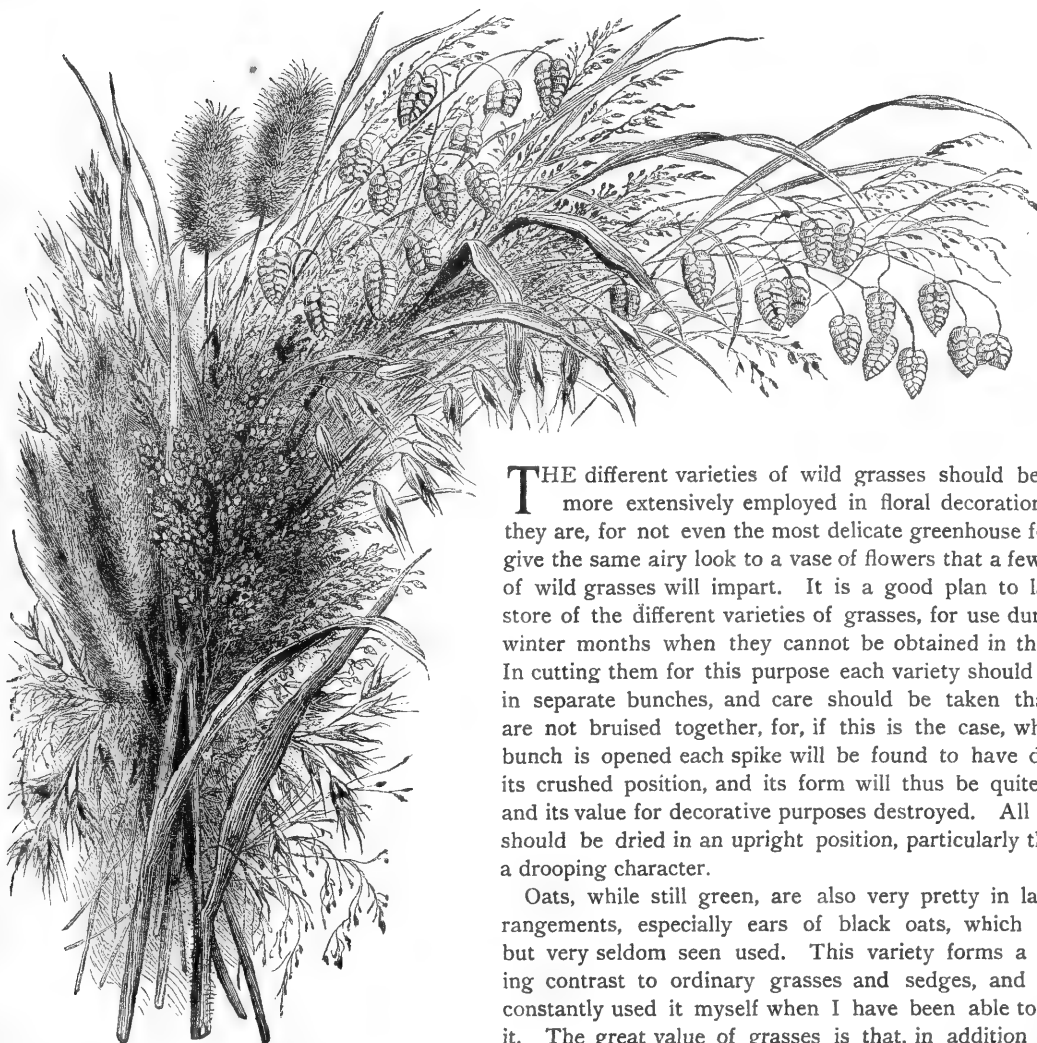 THE different varieties of wild grasses should be
more extensively employed in floral decoration
they are, for not even the most delicate greenhouse f
give the same airy look to a vase of flowers that a few
of wild grasses will impart. It is a good plan to l
store of the different varieties of grasses, for use dur
winter months when they cannot be obtained in th
In cutting them for this purpose each variety should
in separate bunches, and care should be taken tha
are not bruised together, for, if this is the case, wh
bunch is opened each spike will be found to have d
its crushed position, and its form will thus be quite
and its value for decorative purposes destroyed. All
should be dried in an upright position, particularly th
a drooping character.
Oats, while still green, are also very pretty in la
rangements, especially ears of black oats, which
but very seldom seen used. This variety forms a
ing contrast to ordinary grasses and sedges, and
constantly used it myself when I have been able to
it. The great value of grasses is that, in addition